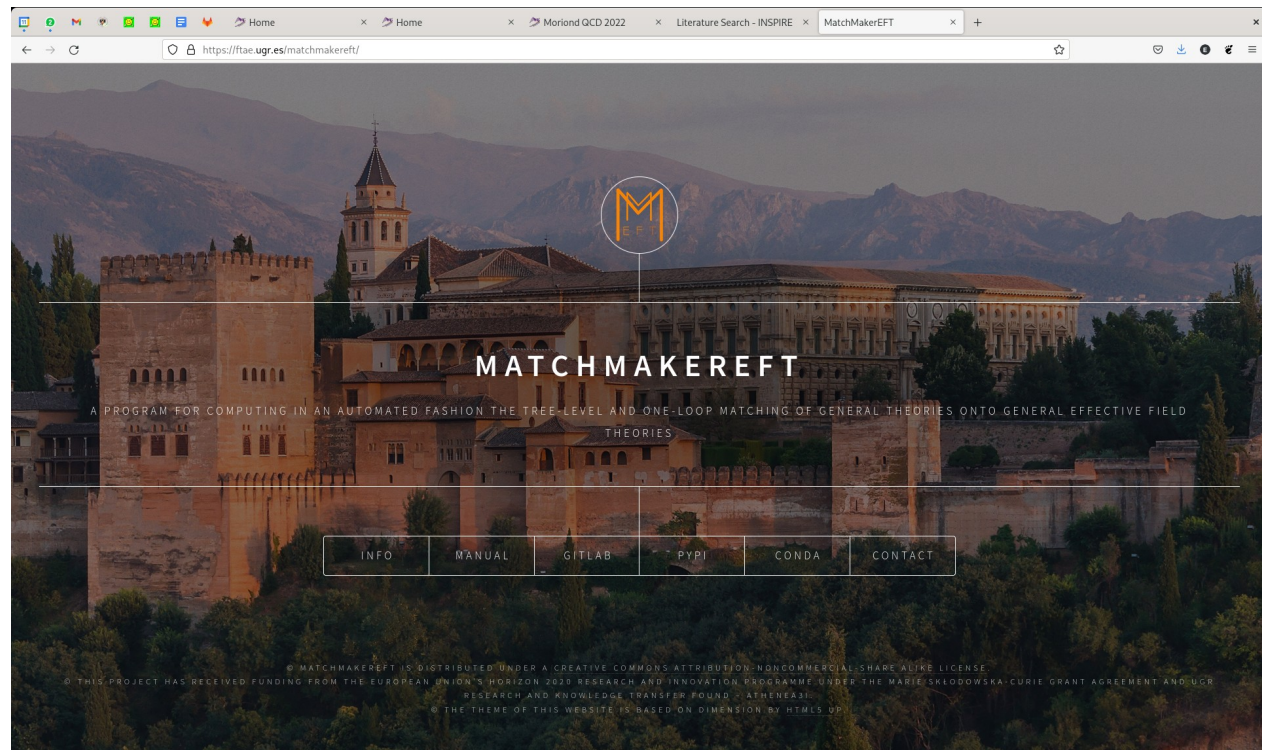 Home
Home
Moriond QCD 2022
Literature Search - INSPIRE
MatchMakerEFT
https://ftae.ugr.es/matchmakereft/
M
EFT
MATCHMAKEREFT
A PROGRAM FOR COMPUTING IN AN AUTOMATED FASHION THE TREE-LEVEL AND ONE-LOOP MATCHING OF GENERAL THEORIES ONTO GENERAL EFFECTIVE FIELD
THEORIES
INFO MANUAL GITLAB PYPI CONDA CONTACT
© MATCHMAKEREFT IS DISTRIBUTED UNDER A CREATIVE COMMONS ATTRIBUTION-NONCOMMERCIAL-SHARE ALIKE LICENSE.
© THIS PROJECT HAS RECEIVED FUNDING FROM THE EUROPEAN UNION'S HORIZON 2020 RESEARCH AND INNOVATION PROGRAMME UNDER THE MARIE SKŁODOWSKA-CURIE GRANT AGREEMENT AND UGR
RESEARCH AND KNOWLEDGE TRANSFER FOUND - ATHENEA3I.
© THE THEME OF THIS WEBSITE IS BASED ON DIMENSION BY HTML5 UP.